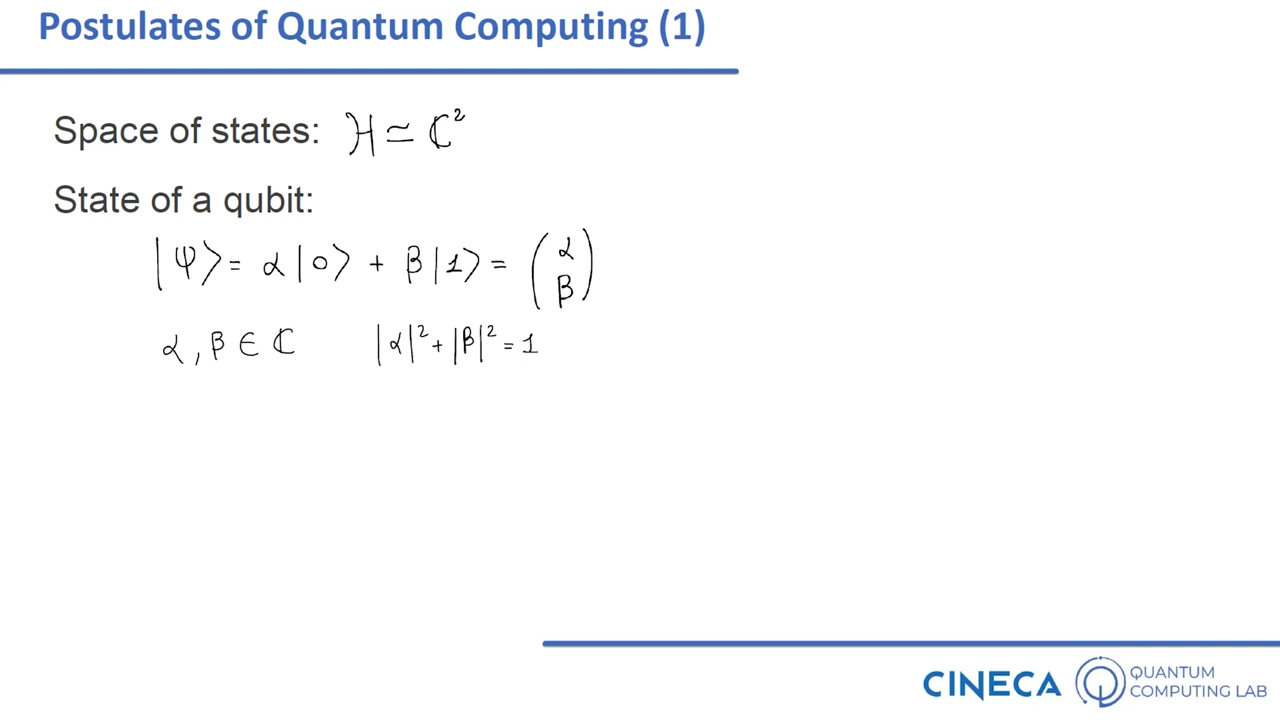 Postulates of Quantum Computing (1)
Space of states: ℋ ≃ ℂ²
State of a qubit:
|ψ⟩ = α|0⟩ + β|1⟩ = (α β)
α, β ∈ ℂ |α|² + |β|² = 1
CINECA
QUANTUM
COMPUTING LAB